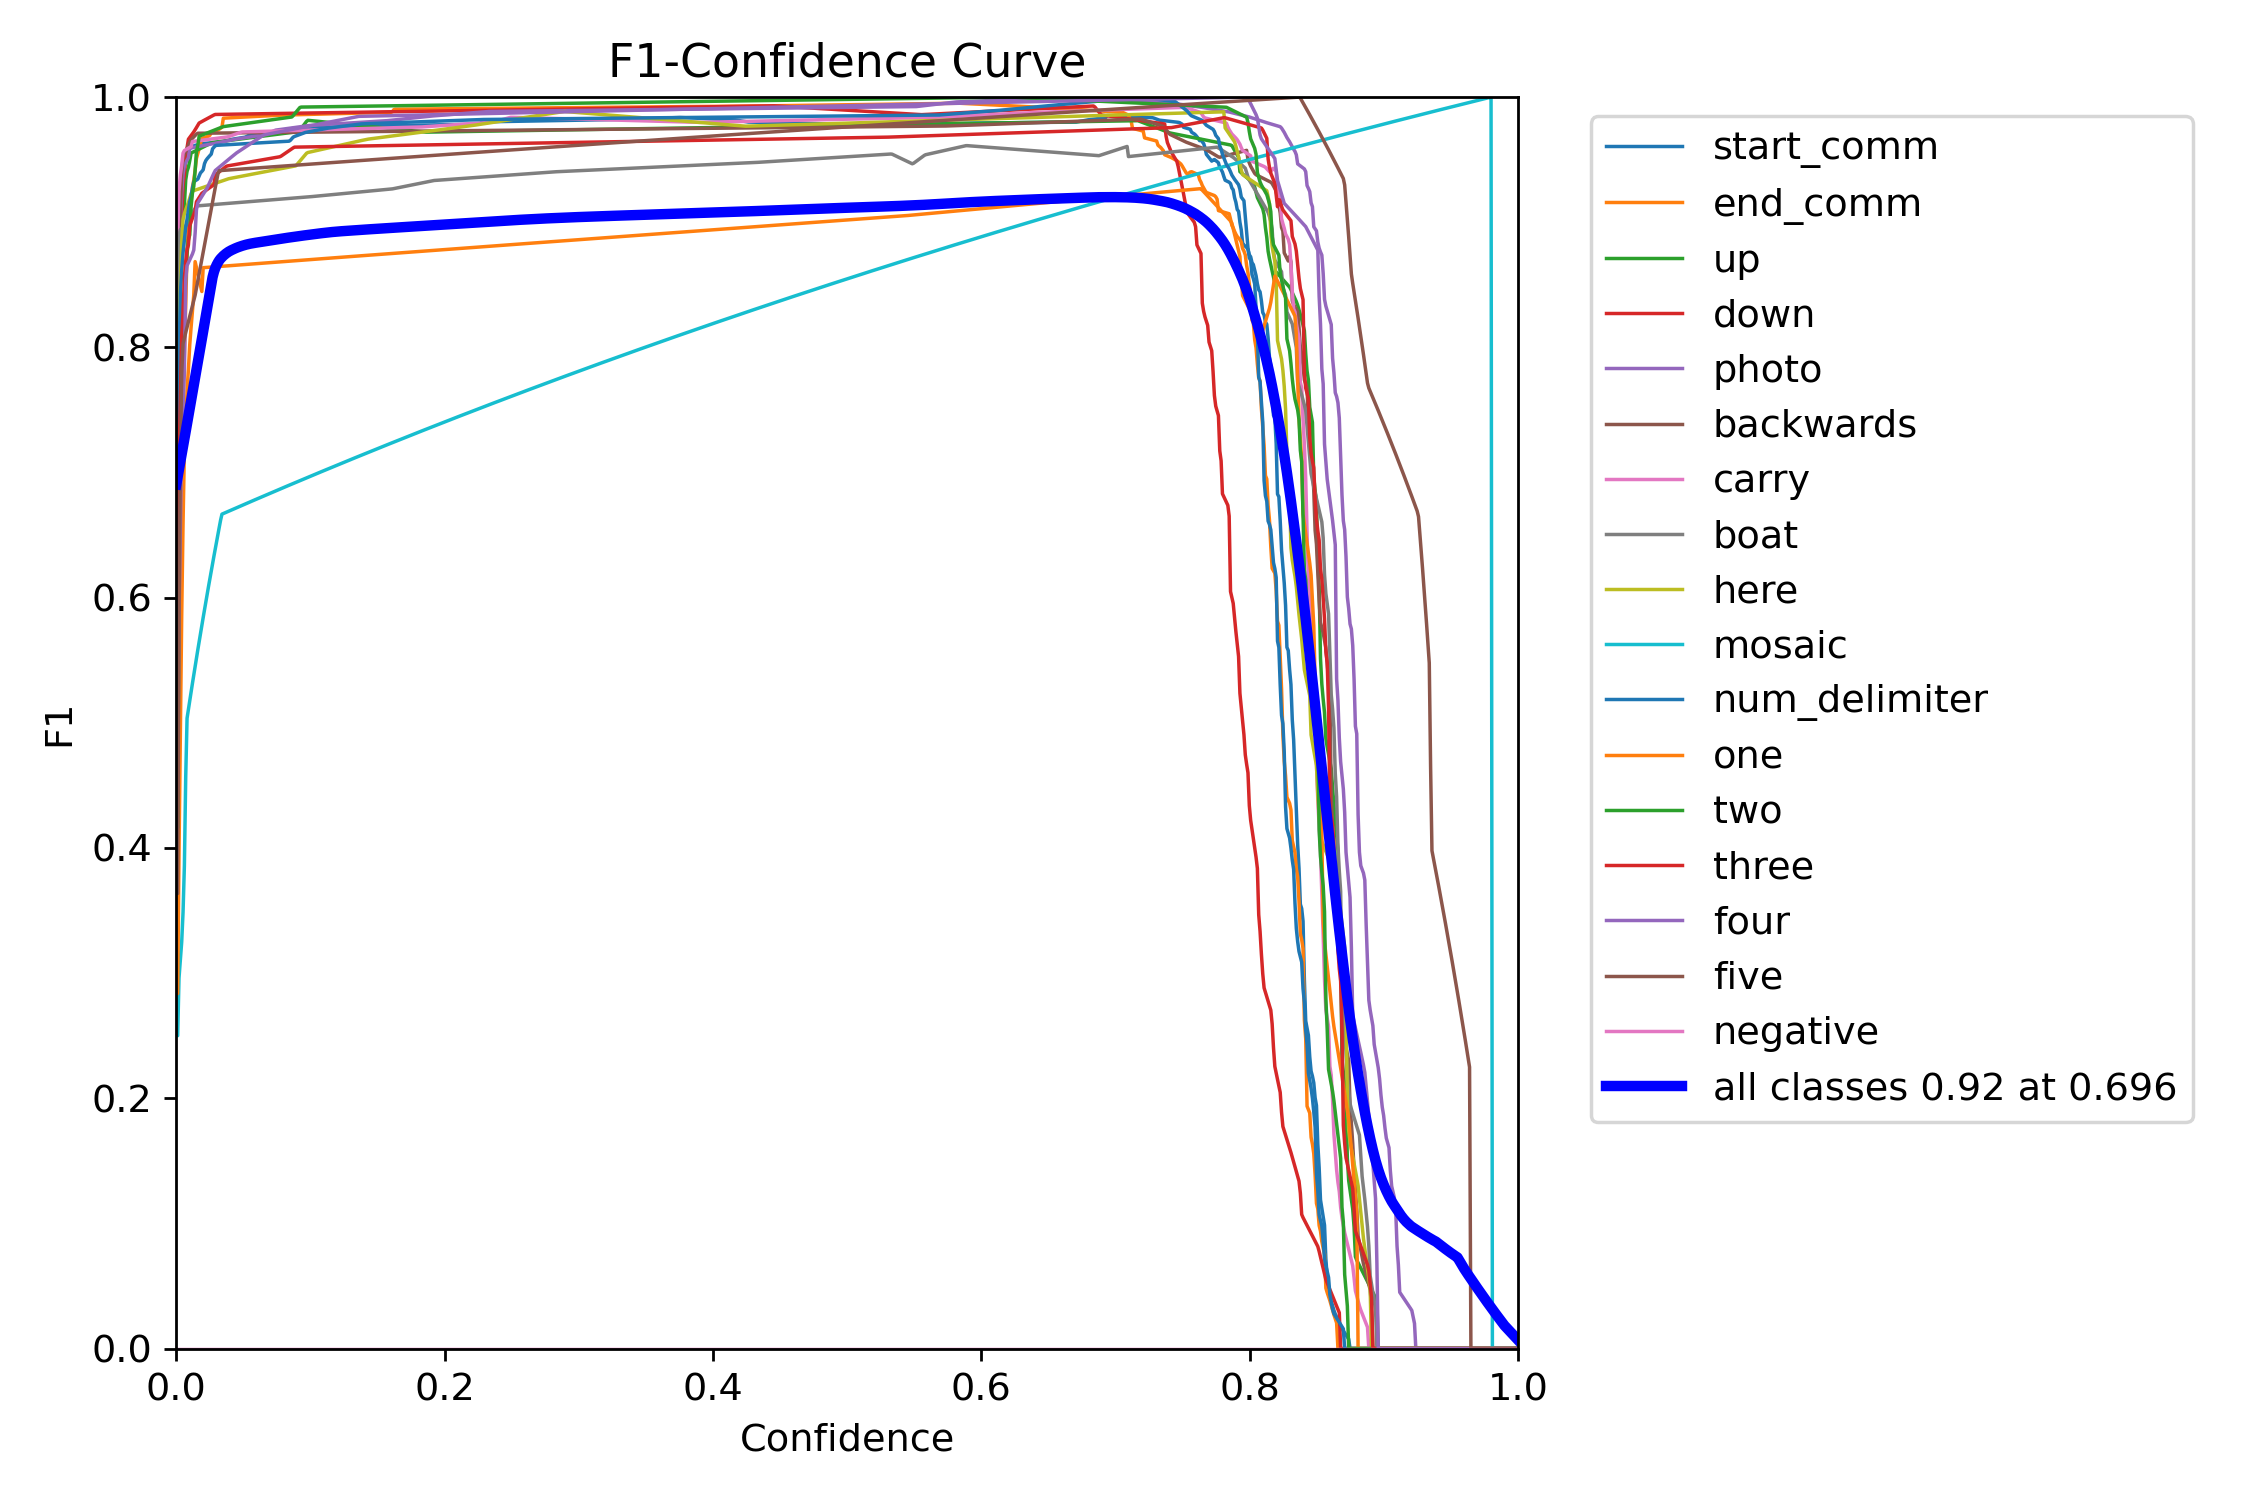 F1-Confidence Curve
1.0
0.8
0.6
0.4
0.2
0.0
F1
0.0 0.2 0.4 0.6 0.8 1.0
Confidence
start_comm
end_comm
up
down
photo
backwards
carry
boat
here
mosaic
num_delimiter
one
two
three
four
five
negative
all classes 0.92 at 0.696